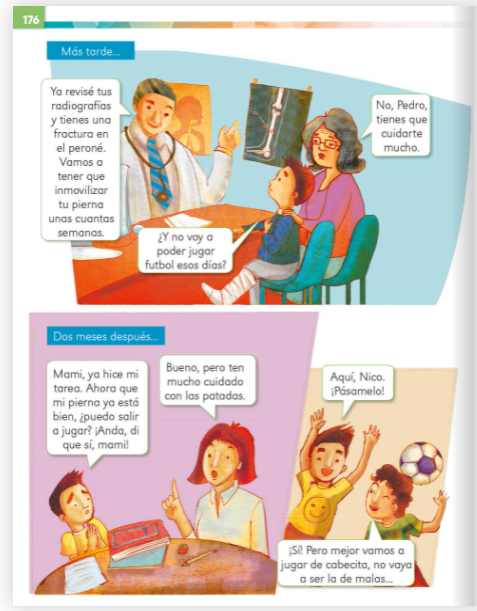 176
Más tarde...
Ya revisé tus
radiografías
y tienes una
fractura en
el peroné.
Vamos a
tener que
inmovilizar
tu pierna
unas cuantas
semanas.
No, Pedro,
tienes que
cuidarte
mucho.
¿Y no voy a
poder jugar
futbol esos días?
Dos meses después...
Mami, ya hice mi
tarea. Ahora que
mi pierna ya está
bien, ¿puedo salir
a jugar? ¡Anda, di
que sí, mami!
Bueno, pero ten
mucho cuidado
con las patadas.
Aquí, Nico.
¡Pásamelo!
¡Sí! Pero mejor vamos a
jugar de cabecita, no vaya
a ser la de malas...